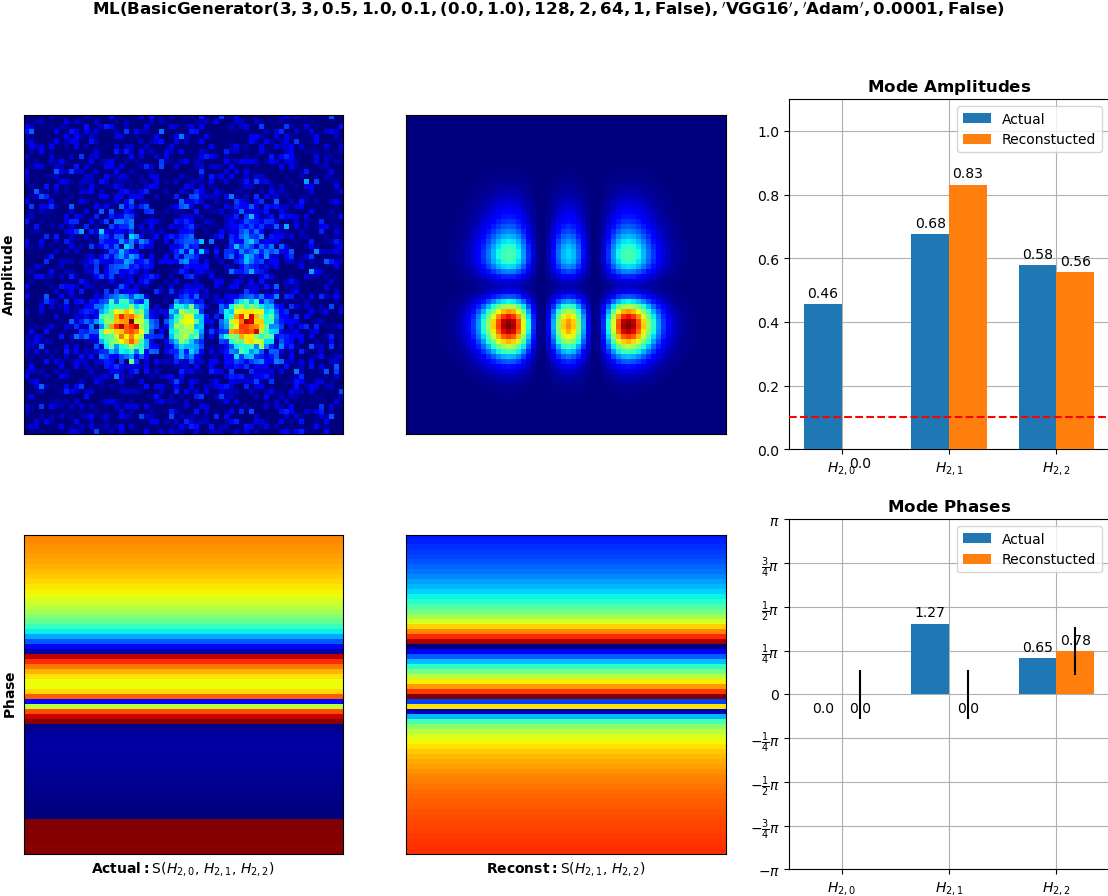 ML(BasicGenerator(3, 3, 0.5, 1.0, 0.1, (0.0, 1.0), 128, 2, 64, 1, False), ′VGG16′, ′Adam′, 0.0001, False)
Amplitude
Mode Amplitudes
Actual
Reconstucted
1.0
0.8
0.6
0.4
0.2
0.0
0.46
0.0
0.68
0.83
0.58
0.56
H2,0
H2,1
H2,2
Phase
Actual: S(H2,0, H2,1, H2,2)
Reconst: S(H2,1, H2,2)
Mode Phases
Actual
Reconstucted
π
3/4π
1/2π
1/4π
0
−1/4π
−1/2π
−3/4π
−π
0.0
0.0
1.27
0.0
0.65
0.78
H2,0
H2,1
H2,2